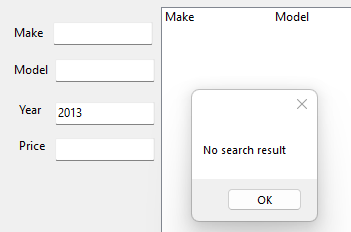 Make
Model
Year 2013
Price
Make Model
No search result
OK